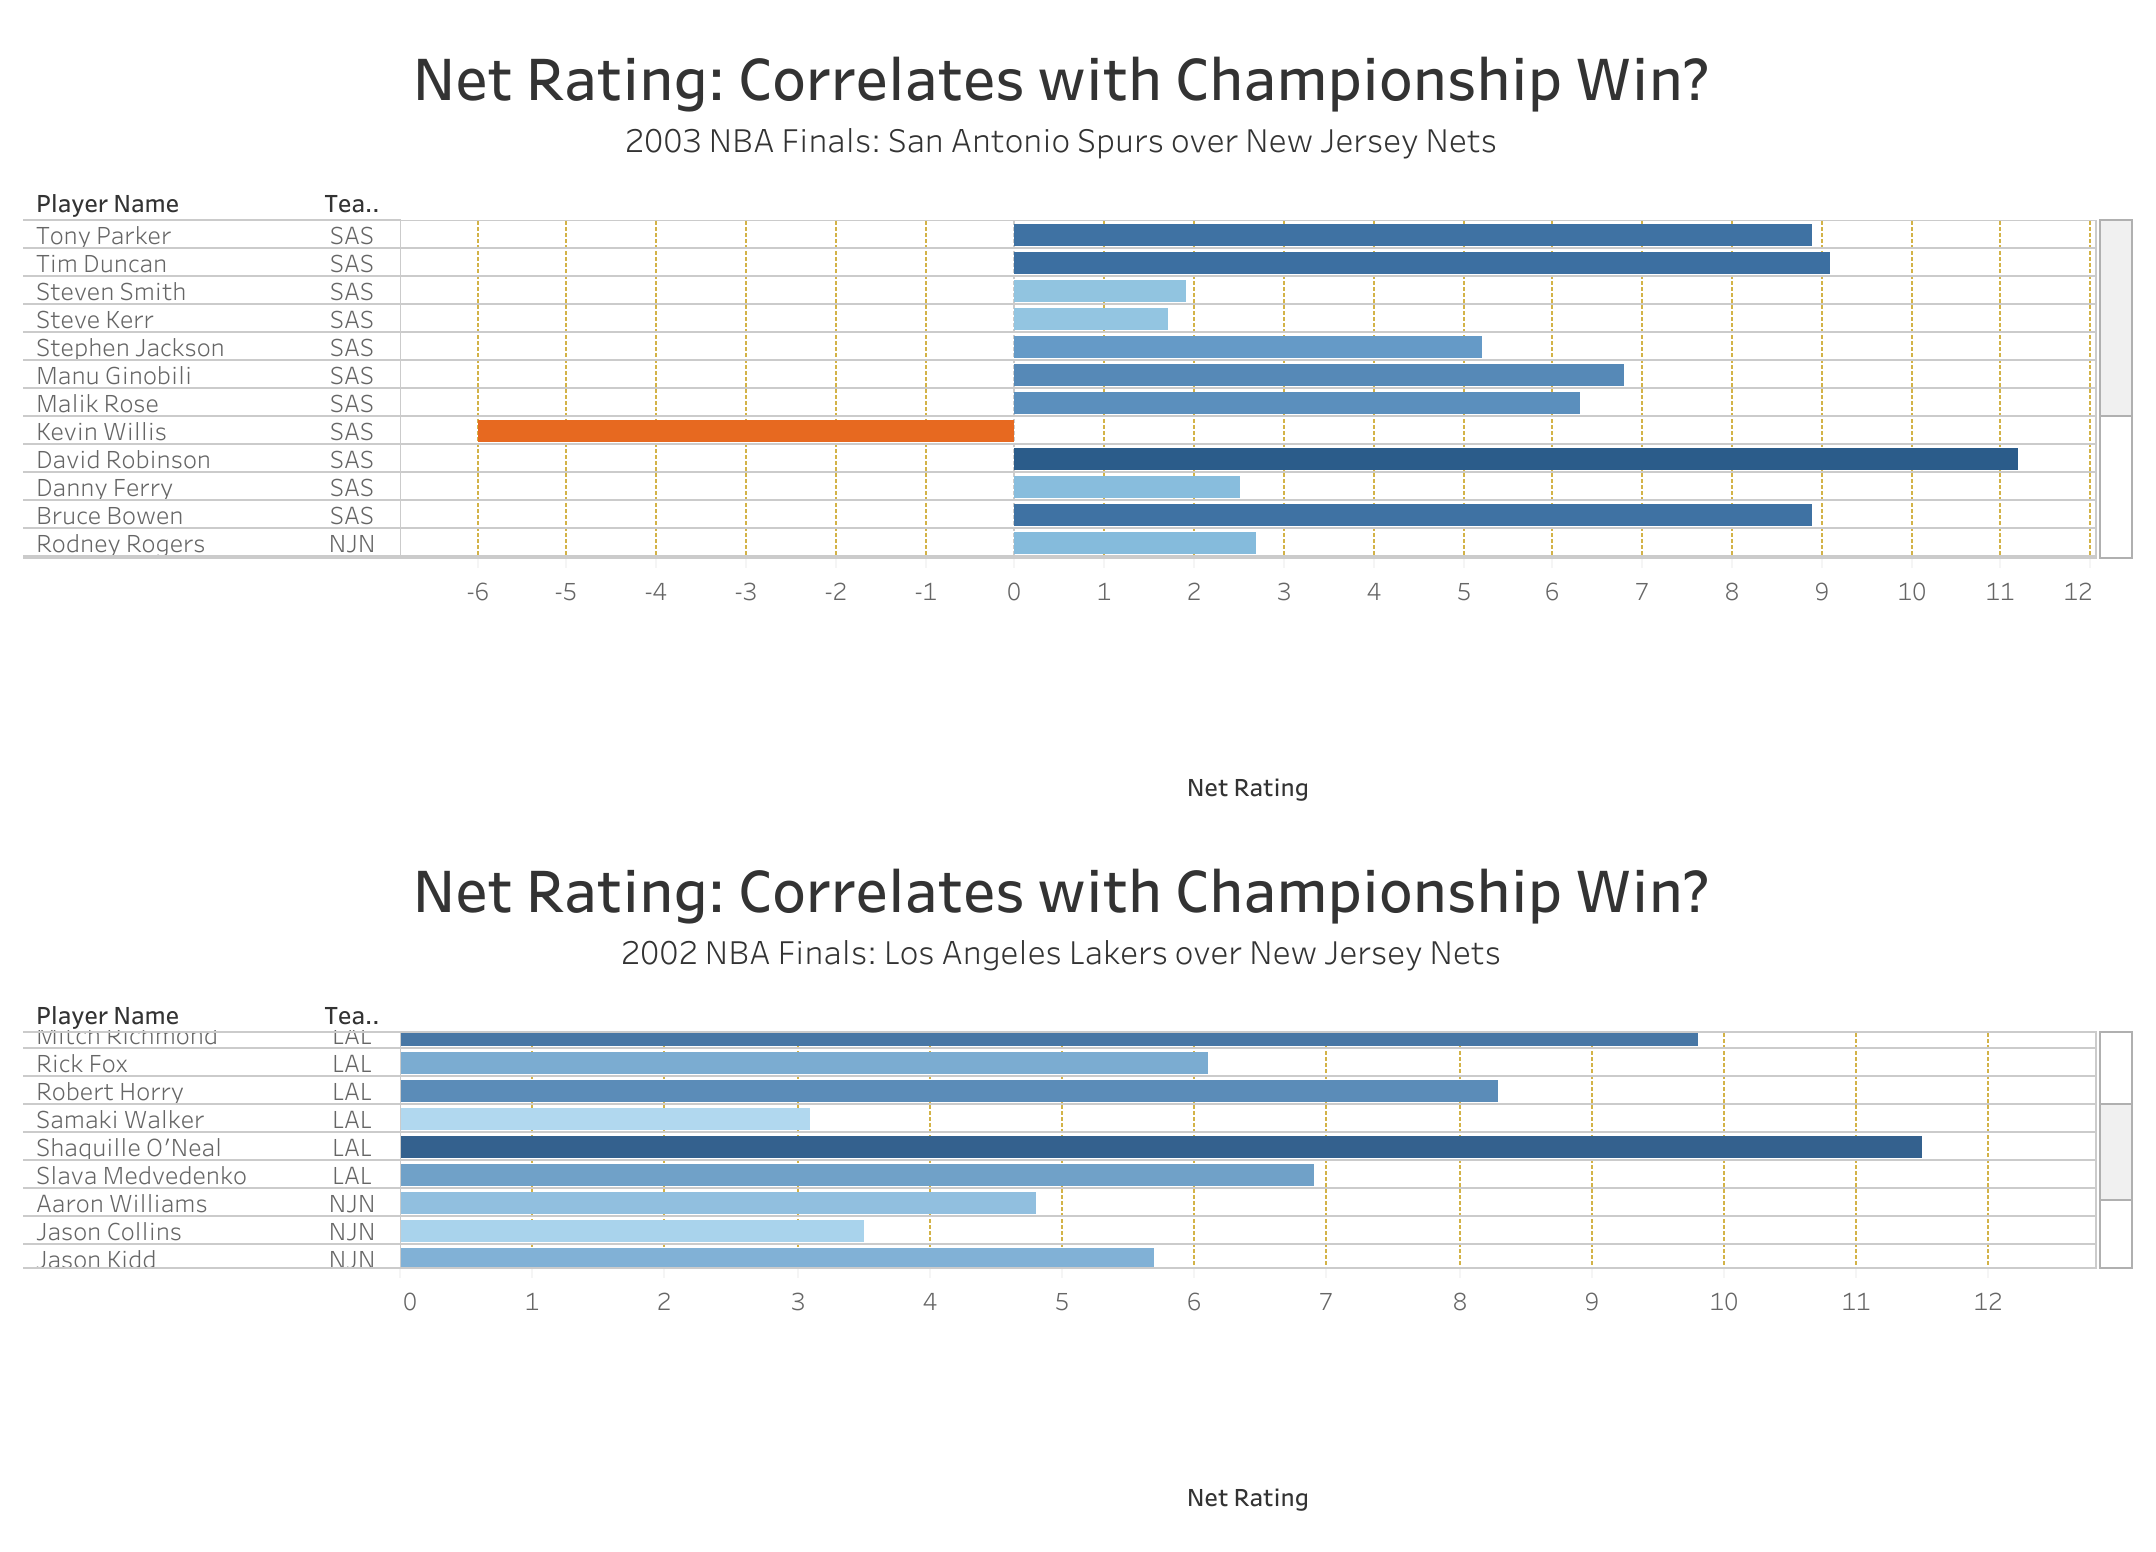 Net Rating: Correlates with Championship Win?
2003 NBA Finals: San Antonio Spurs over New Jersey Nets
Player Name Tea..
Tony Parker SAS
Tim Duncan SAS
Steven Smith SAS
Steve Kerr SAS
Stephen Jackson SAS
Manu Ginobili SAS
Malik Rose SAS
Kevin Willis SAS
David Robinson SAS
Danny Ferry SAS
Bruce Bowen SAS
Rodney Rogers NJN
-6 -5 -4 -3 -2 -1 0 1 2 3 4 5 6 7 8 9 10 11 12
Net Rating
Net Rating: Correlates with Championship Win?
2002 NBA Finals: Los Angeles Lakers over New Jersey Nets
Player Name Tea..
Mitch Richmond LAL
Rick Fox LAL
Robert Horry LAL
Samaki Walker LAL
Shaquille O'Neal LAL
Slava Medvedenko LAL
Aaron Williams NJN
Jason Collins NJN
Jason Kidd NJN
0 1 2 3 4 5 6 7 8 9 10 11 12
Net Rating